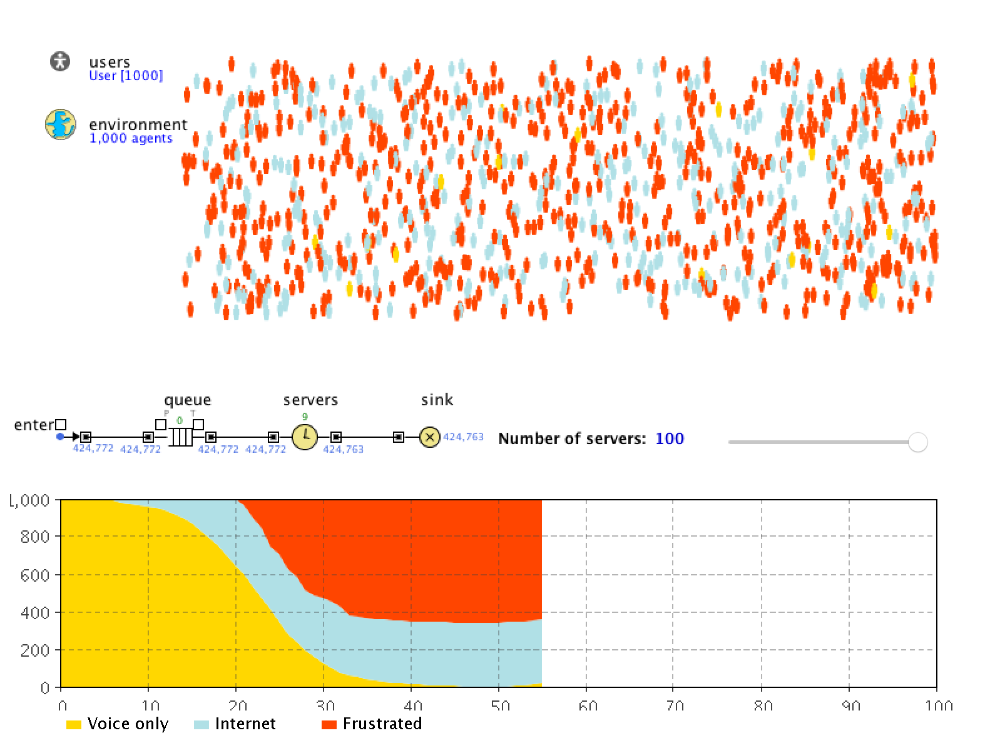 users
User [1000]
environment
1,000 agents
queue servers sink
P T
0 9
enter
424,772 424,772 424,772 424,772 424,763 424,763
Number of servers: 100
1,000
800
600
400
200
0
0 10 20 30 40 50 60 70 80 90 100
Voice only Internet Frustrated